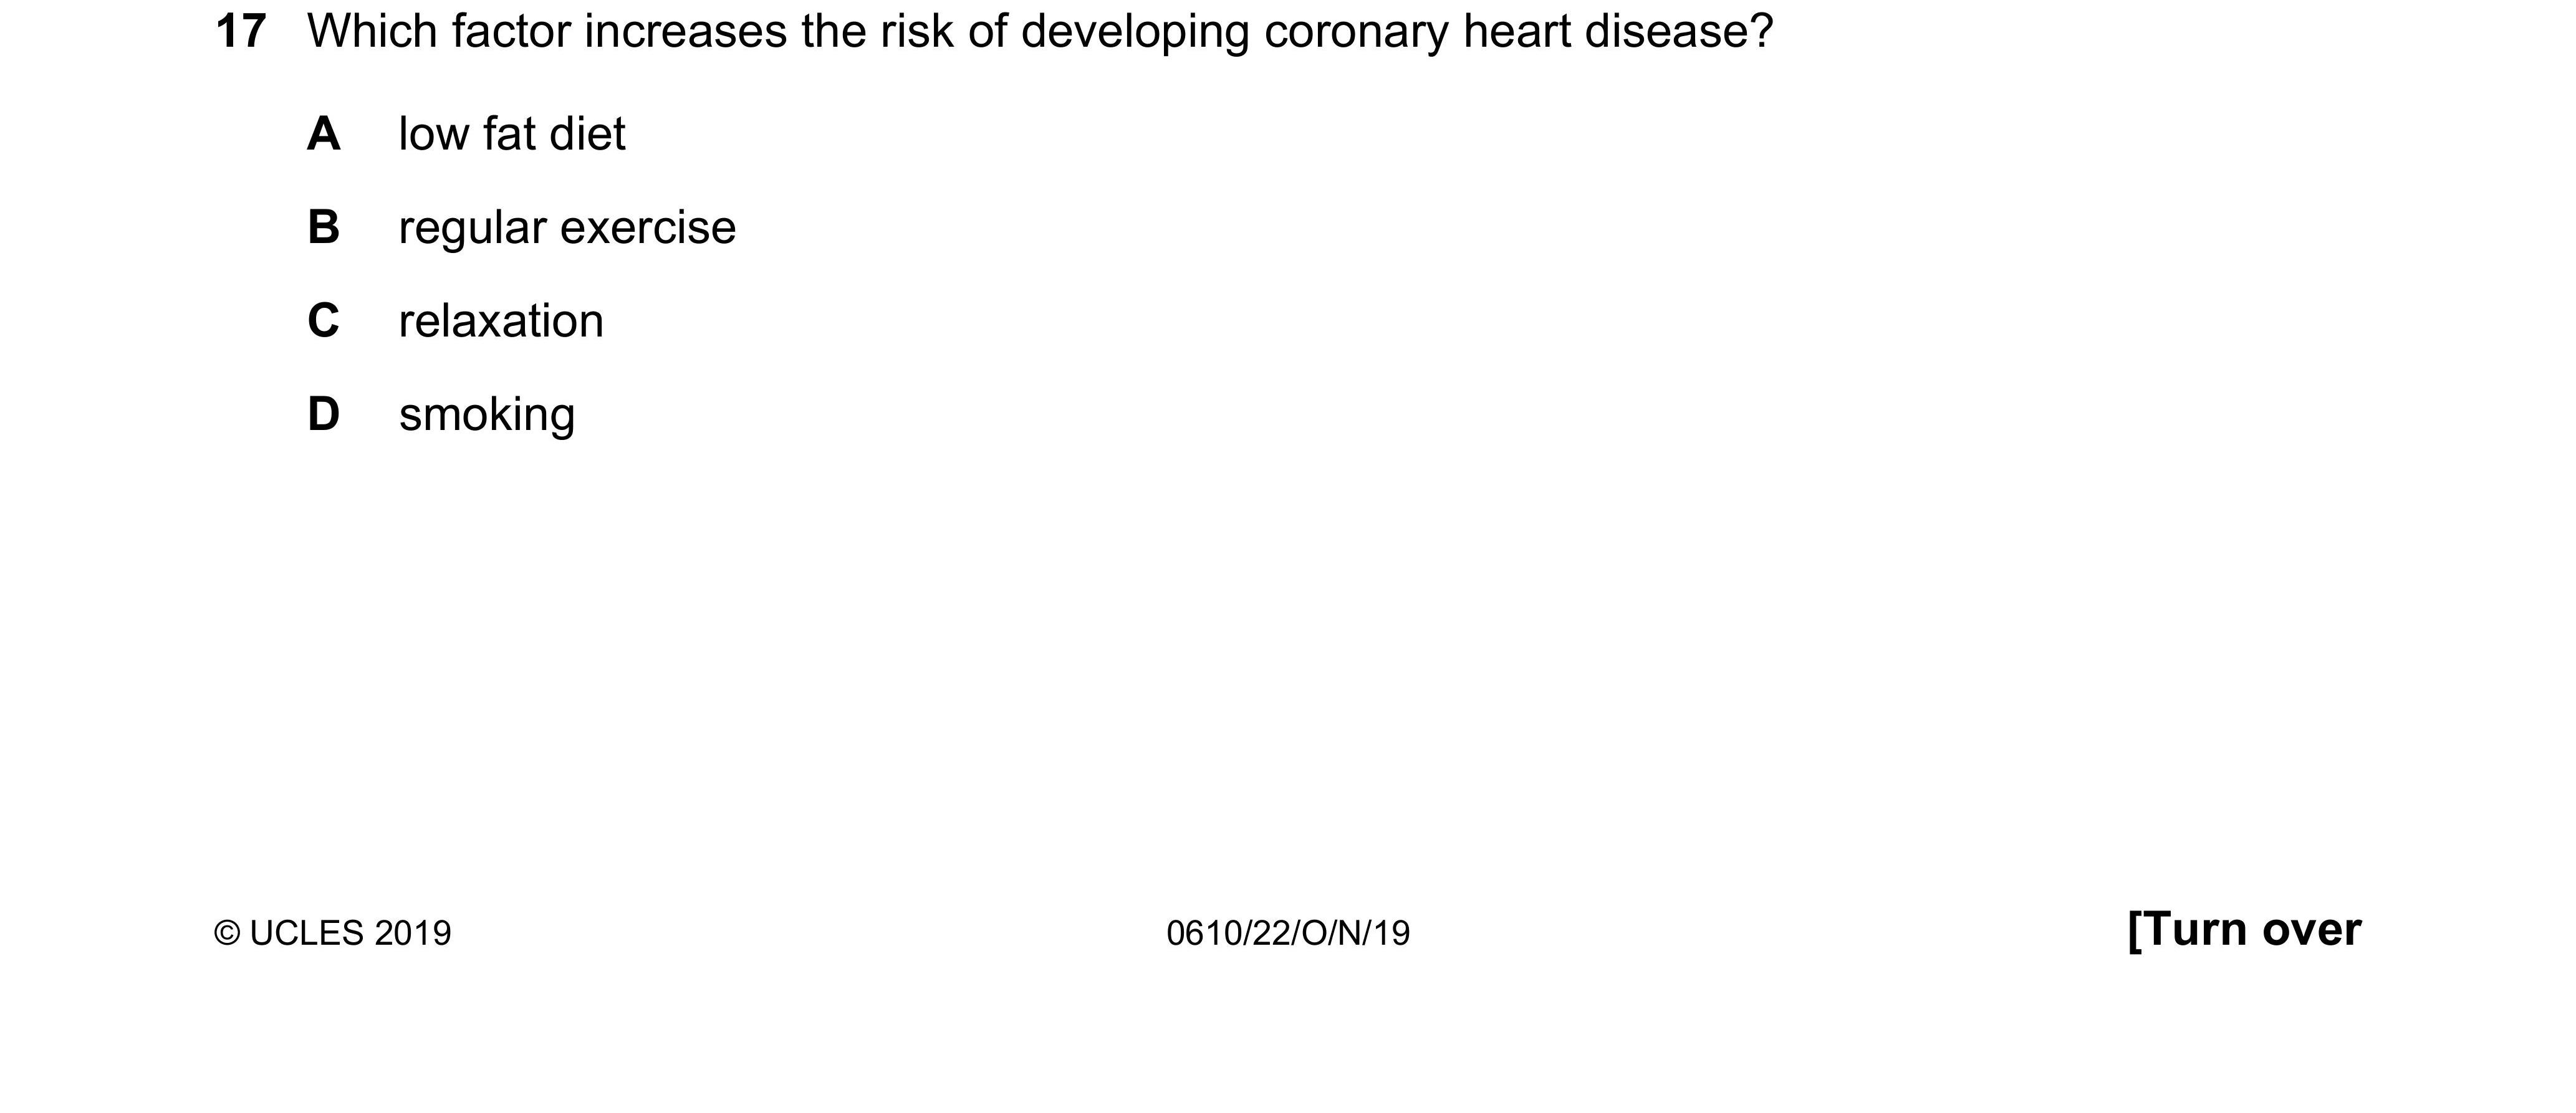 17 Which factor increases the risk of developing coronary heart disease?
A low fat diet
B regular exercise
C relaxation
D smoking
© UCLES 2019 0610/22/O/N/19 [Turn over